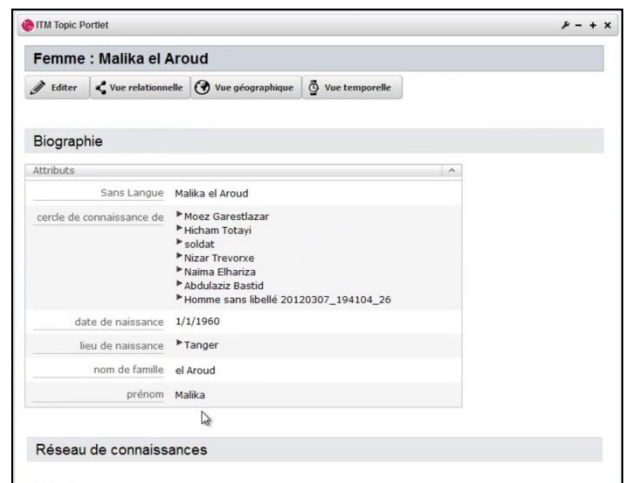 ITM Topic Portlet
Femme : Malika el Aroud
Editer Vue relationnelle Vue géographique Vue temporelle
Biographie
Attributs
Sans Langue Malika el Aroud
cercle de connaissance de Moez Garestlazar
Hicham Totayi
soldat
Nizar Trevorxe
Naïma Elhariza
Abdulaziz Bastid
Homme sans libellé 20120307_194104_26
date de naissance 1/1/1960
lieu de naissance Tanger
nom de famille el Aroud
prénom Malika
Réseau de connaissances